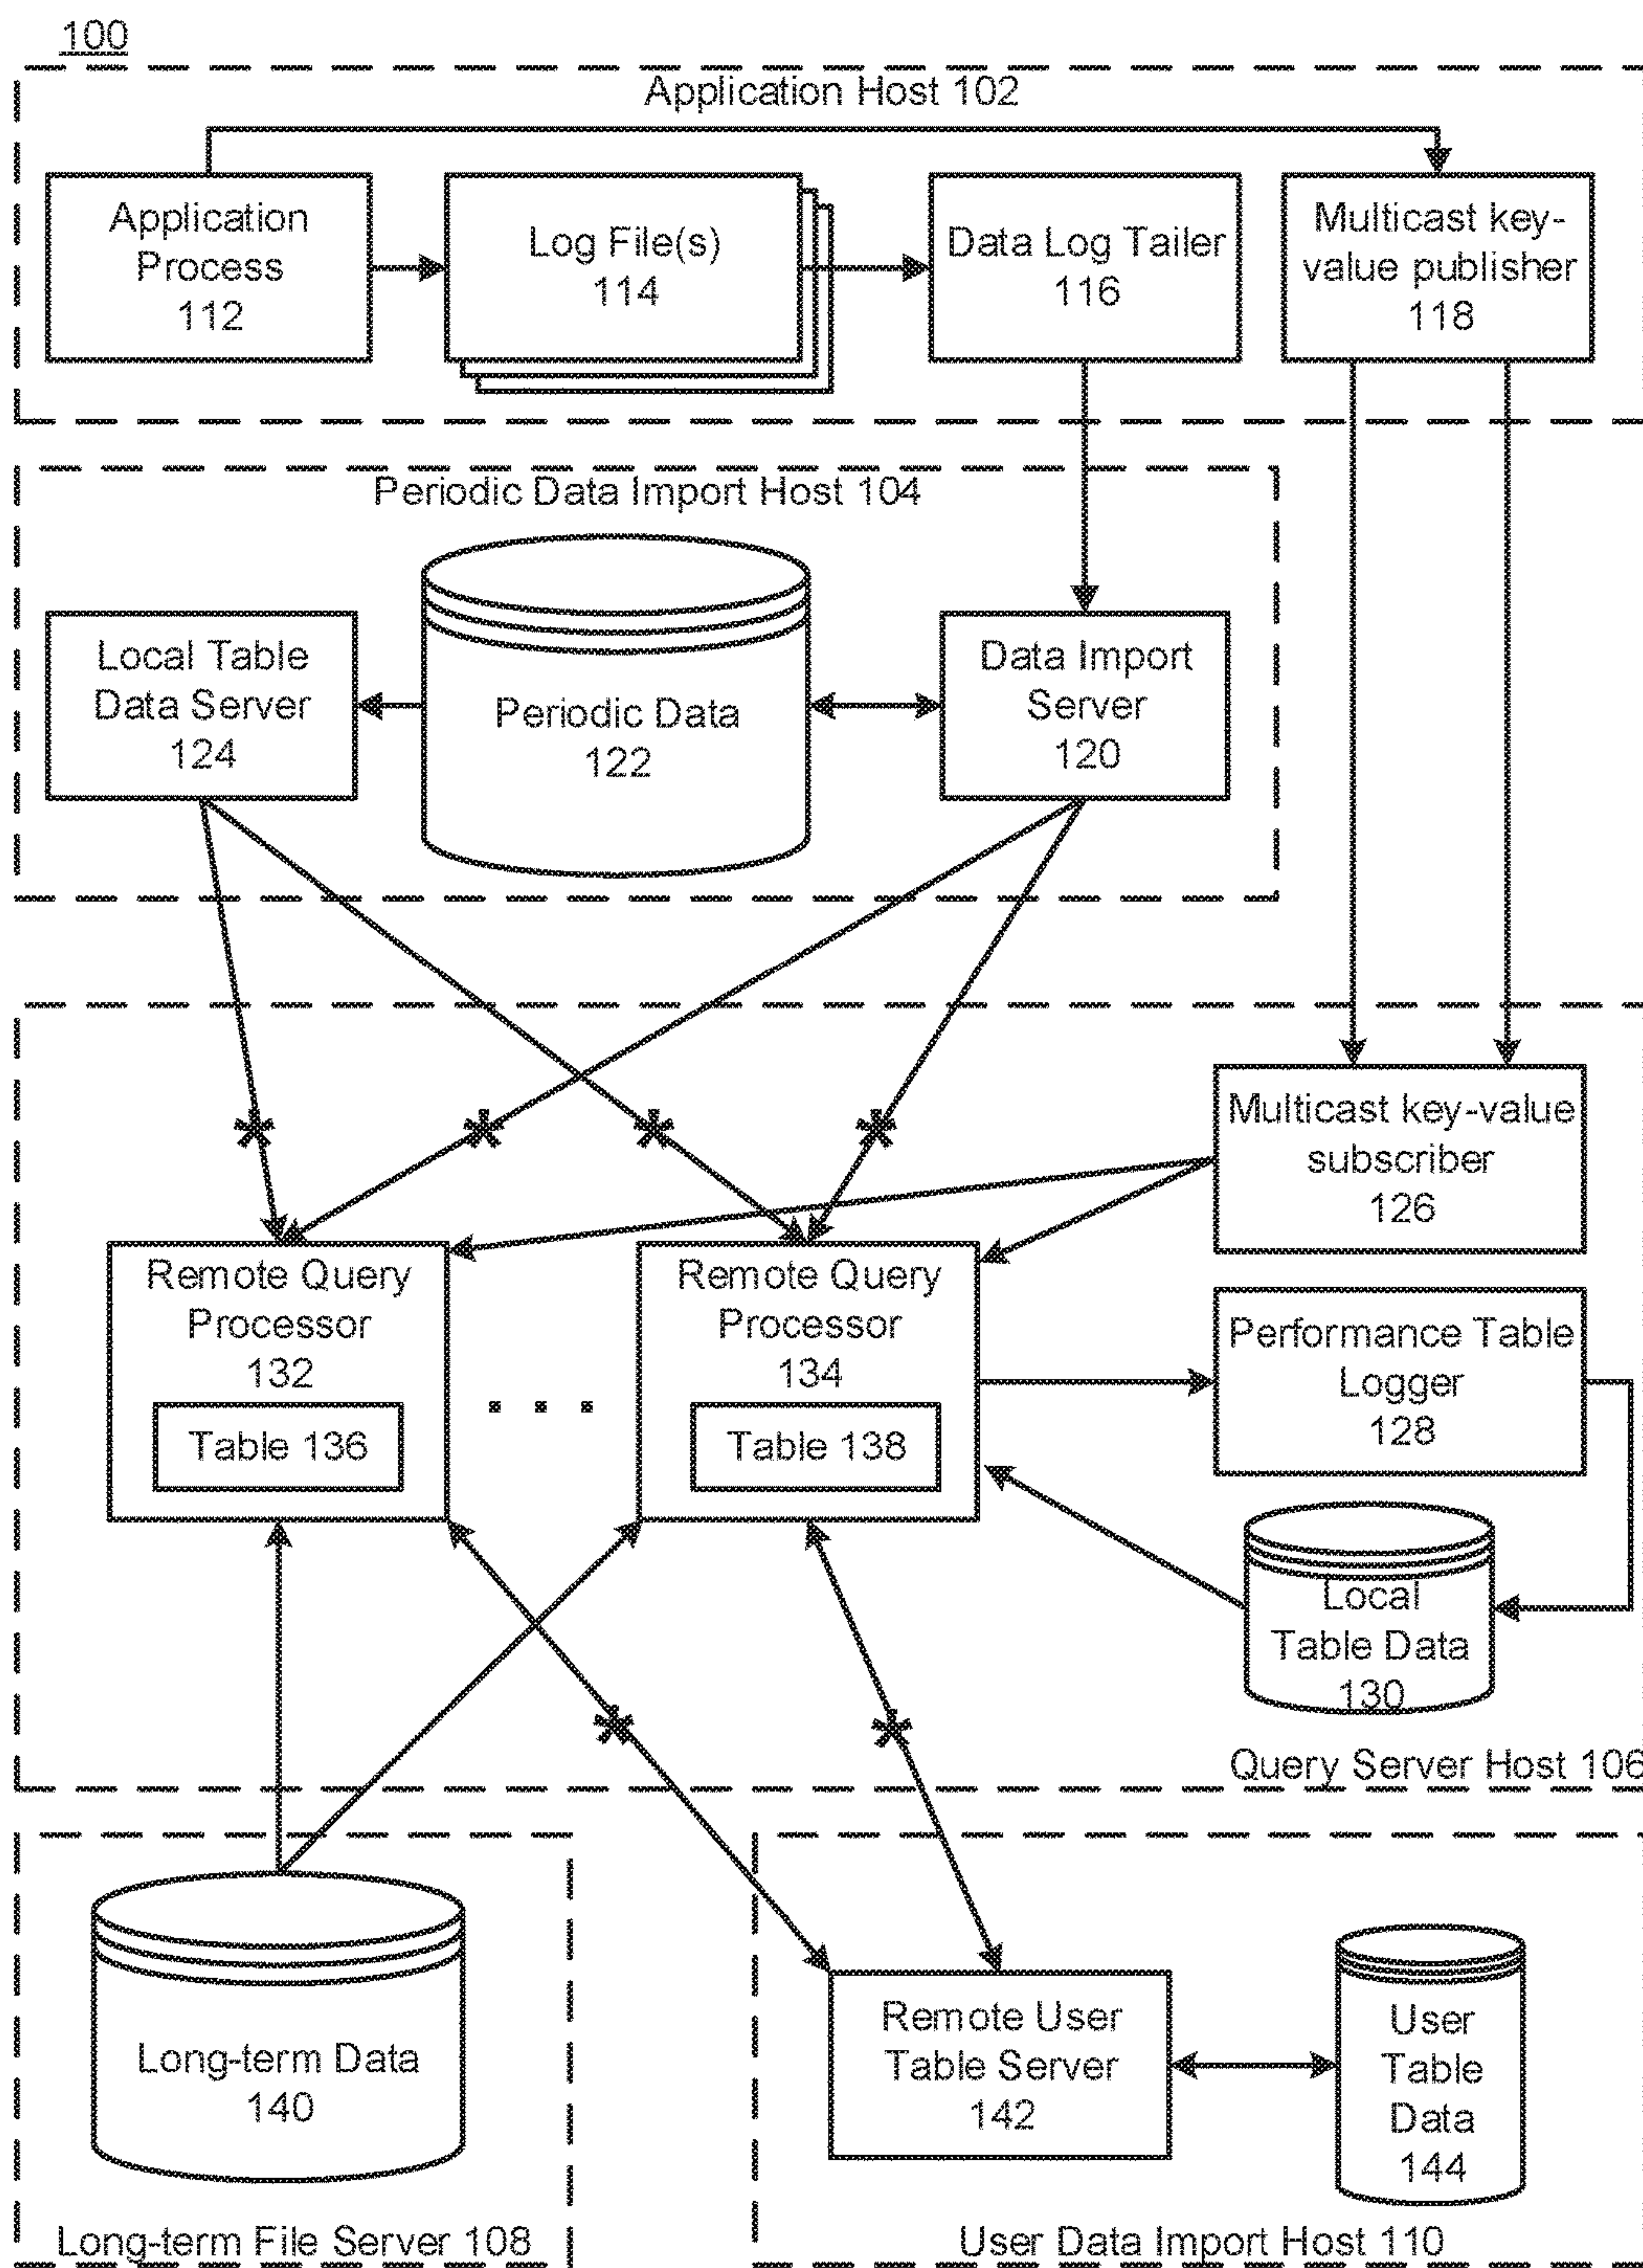 100
Application Host 102
Application
Process
112
Log File(s)
114
Data Log Tailer
116
Multicast key-
value publisher
118
Periodic Data Import Host 104
Local Table
Data Server
124
Periodic Data
122
Data Import
Server
120
* * * *
Multicast key-value
subscriber
126
Remote Query
Processor
132
Table 136
. . .
Remote Query
Processor
134
Table 138
Performance Table
Logger
128
Local
Table Data
130
* *
Query Server Host 106
Long-term Data
140
Long-term File Server 108
Remote User
Table Server
142
User
Table
Data
144
User Data Import Host 110